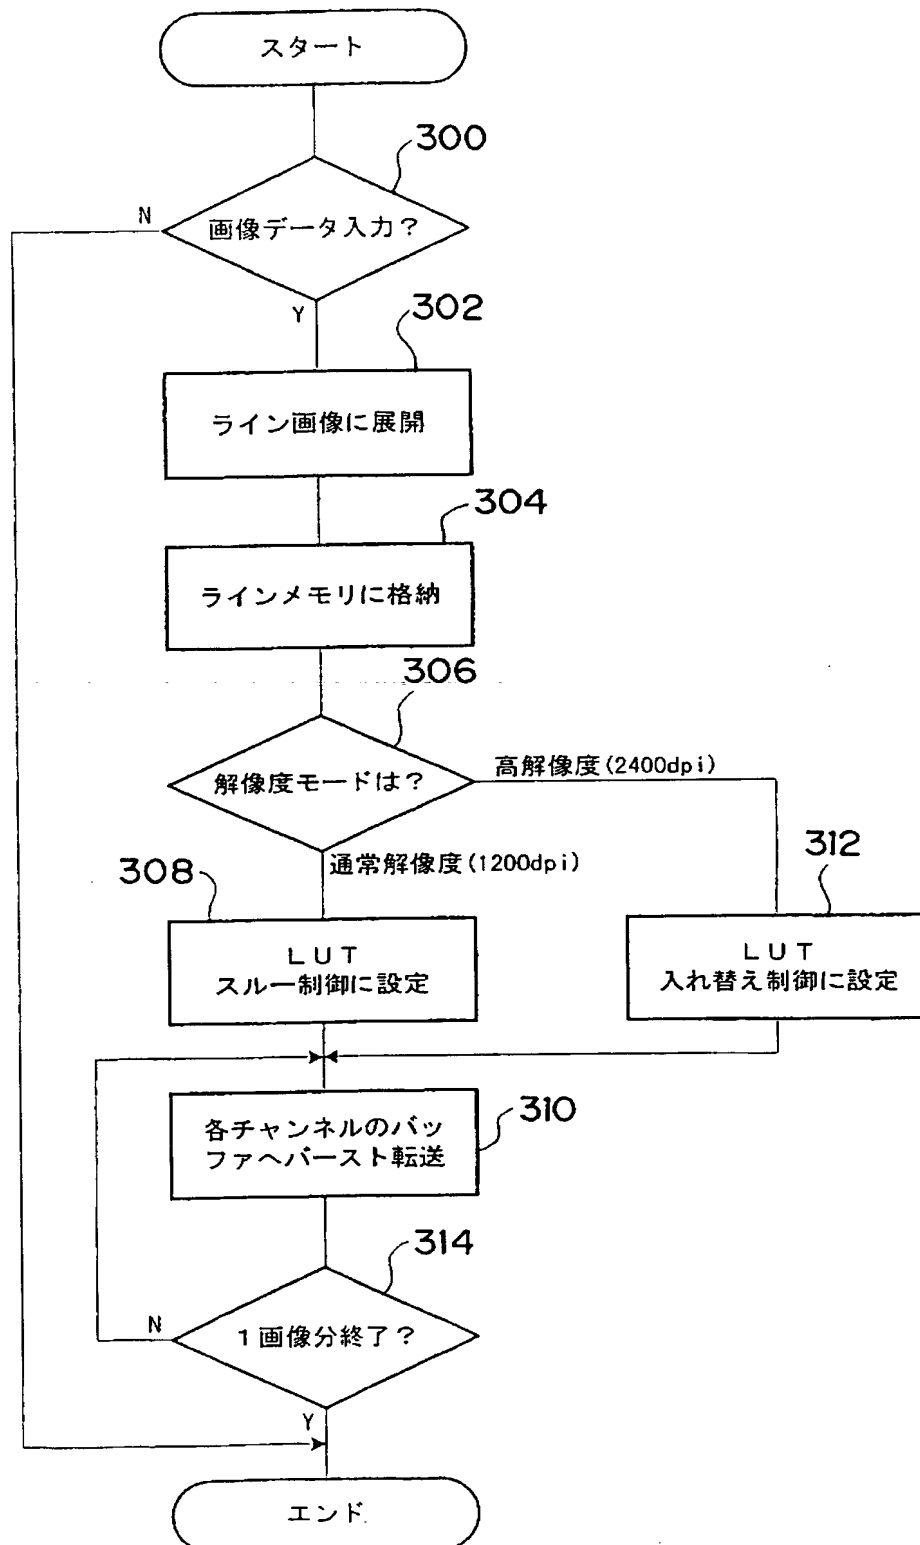 スタート
300
画像データ入力?
N
Y
302
ライン画像に展開
304
ラインメモリに格納
306
解像度モードは?
高解像度(2400dpi)
通常解像度(1200dpi)
308
LUT
スルー制御に設定
312
LUT
入れ替え制御に設定
各チャンネルのバッ
ファへバースト転送
310
314
1画像分終了?
N
Y
エンド